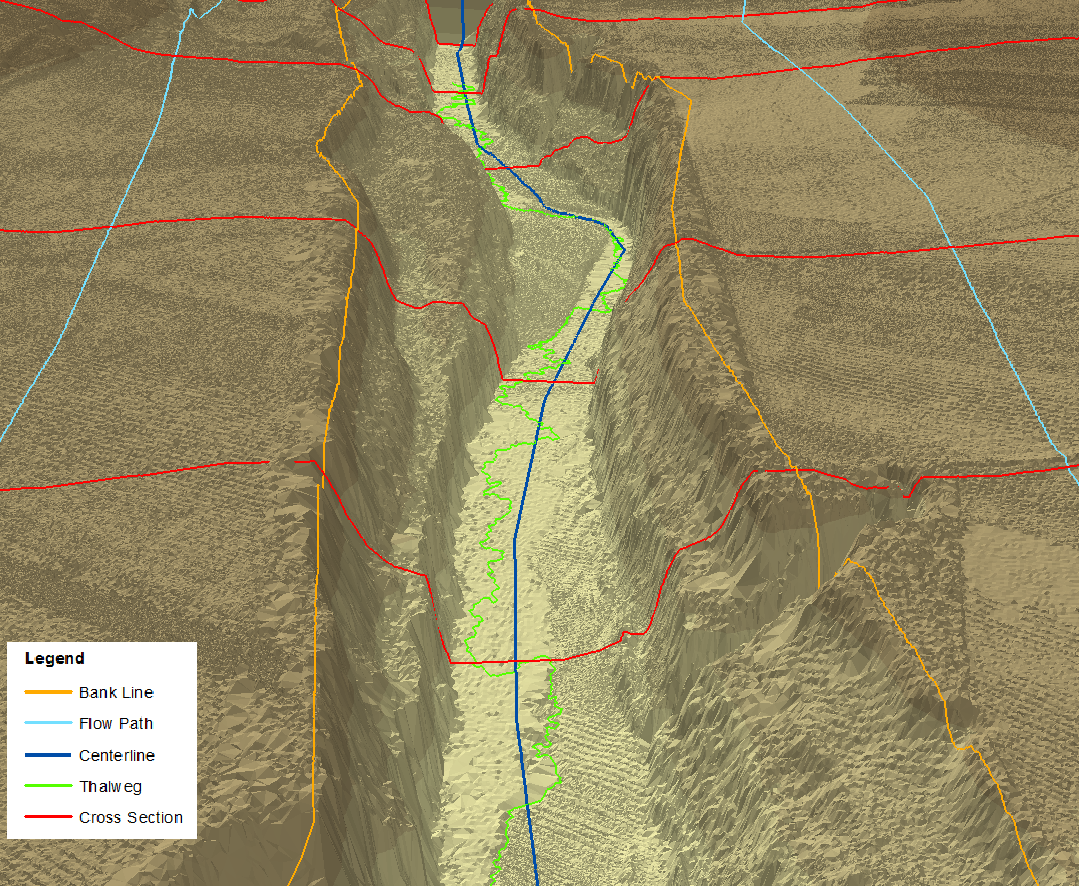 Legend
Bank Line
Flow Path
Centerline
Thalweg
Cross Section